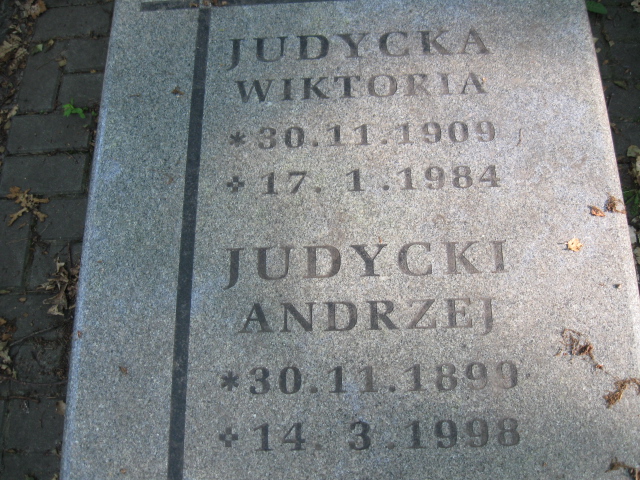 JUDYCKA
WIKTORIA
* 30.11.1909
+ 17. 1.1984
JUDYCKI
ANDRZEJ
* 30.11.1899
+ 14. 3.1998